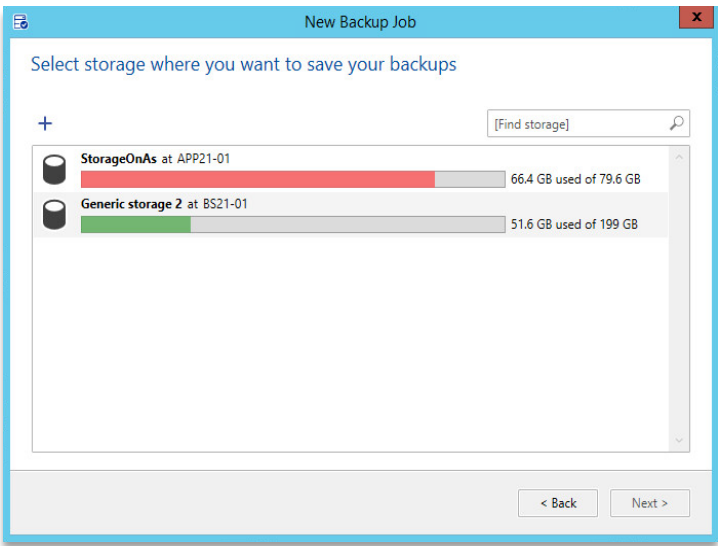 New Backup Job
x
Select storage where you want to save your backups
+
[Find storage]
StorageOnAs at APP21-01
66.4 GB used of 79.6 GB
Generic storage 2 at BS21-01
51.6 GB used of 199 GB
< Back
Next >